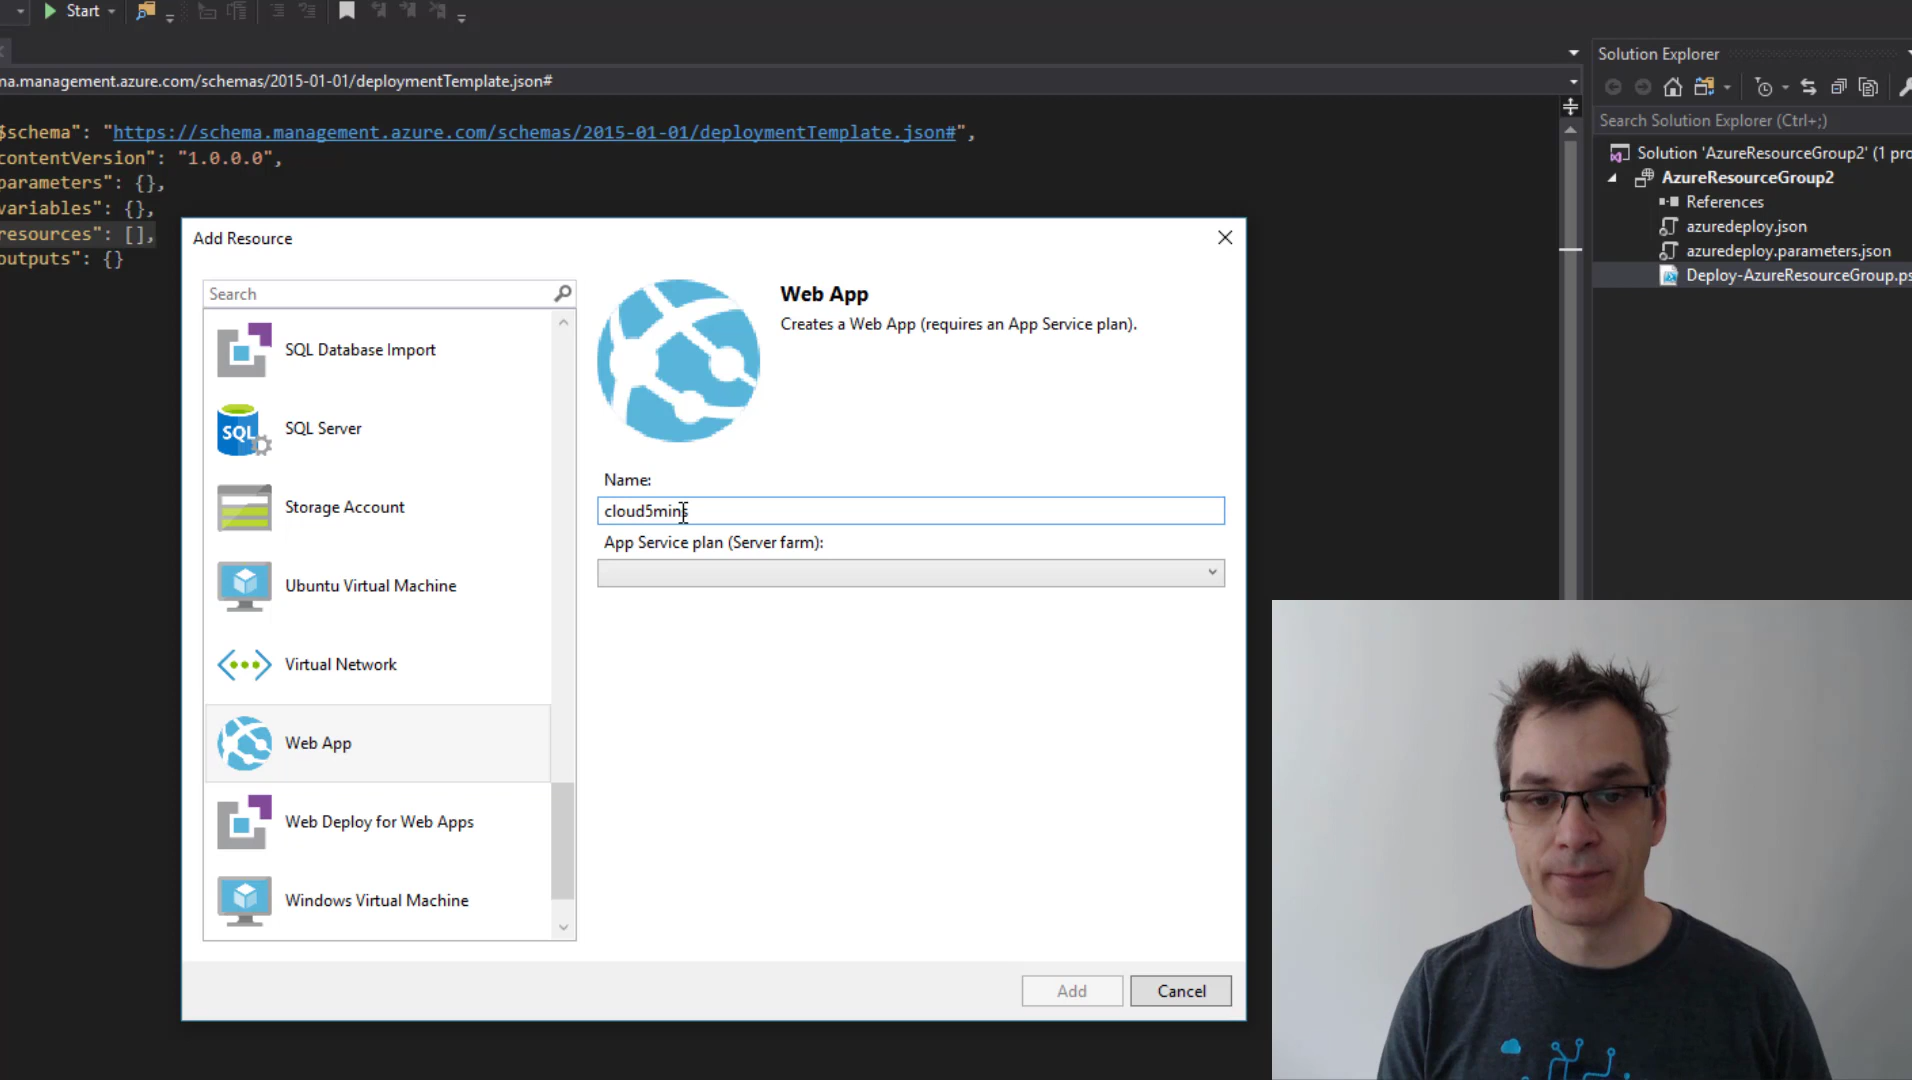 Start
na.management.azure.com/schemas/2015-01-01/deploymentTemplate.json#
$schema": "https://schema.management.azure.com/schemas/2015-01-01/deploymentTemplate.json#",
contentVersion": "1.0.0.0",
parameters": {},
variables": {},
resources": [],
outputs": {}
Add Resource
Search
SQL Database Import
SQL
SQL Server
Storage Account
Ubuntu Virtual Machine
Virtual Network
Web App
Web Deploy for Web Apps
Windows Virtual Machine
Web App
Creates a Web App (requires an App Service plan).
Name:
cloud5mins
App Service plan (Server farm):
Add
Cancel
Solution Explorer
Search Solution Explorer (Ctrl+;)
Solution 'AzureResourceGroup2' (1 pro
AzureResourceGroup2
References
azuredeploy.json
azuredeploy.parameters.json
Deploy-AzureResourceGroup.ps